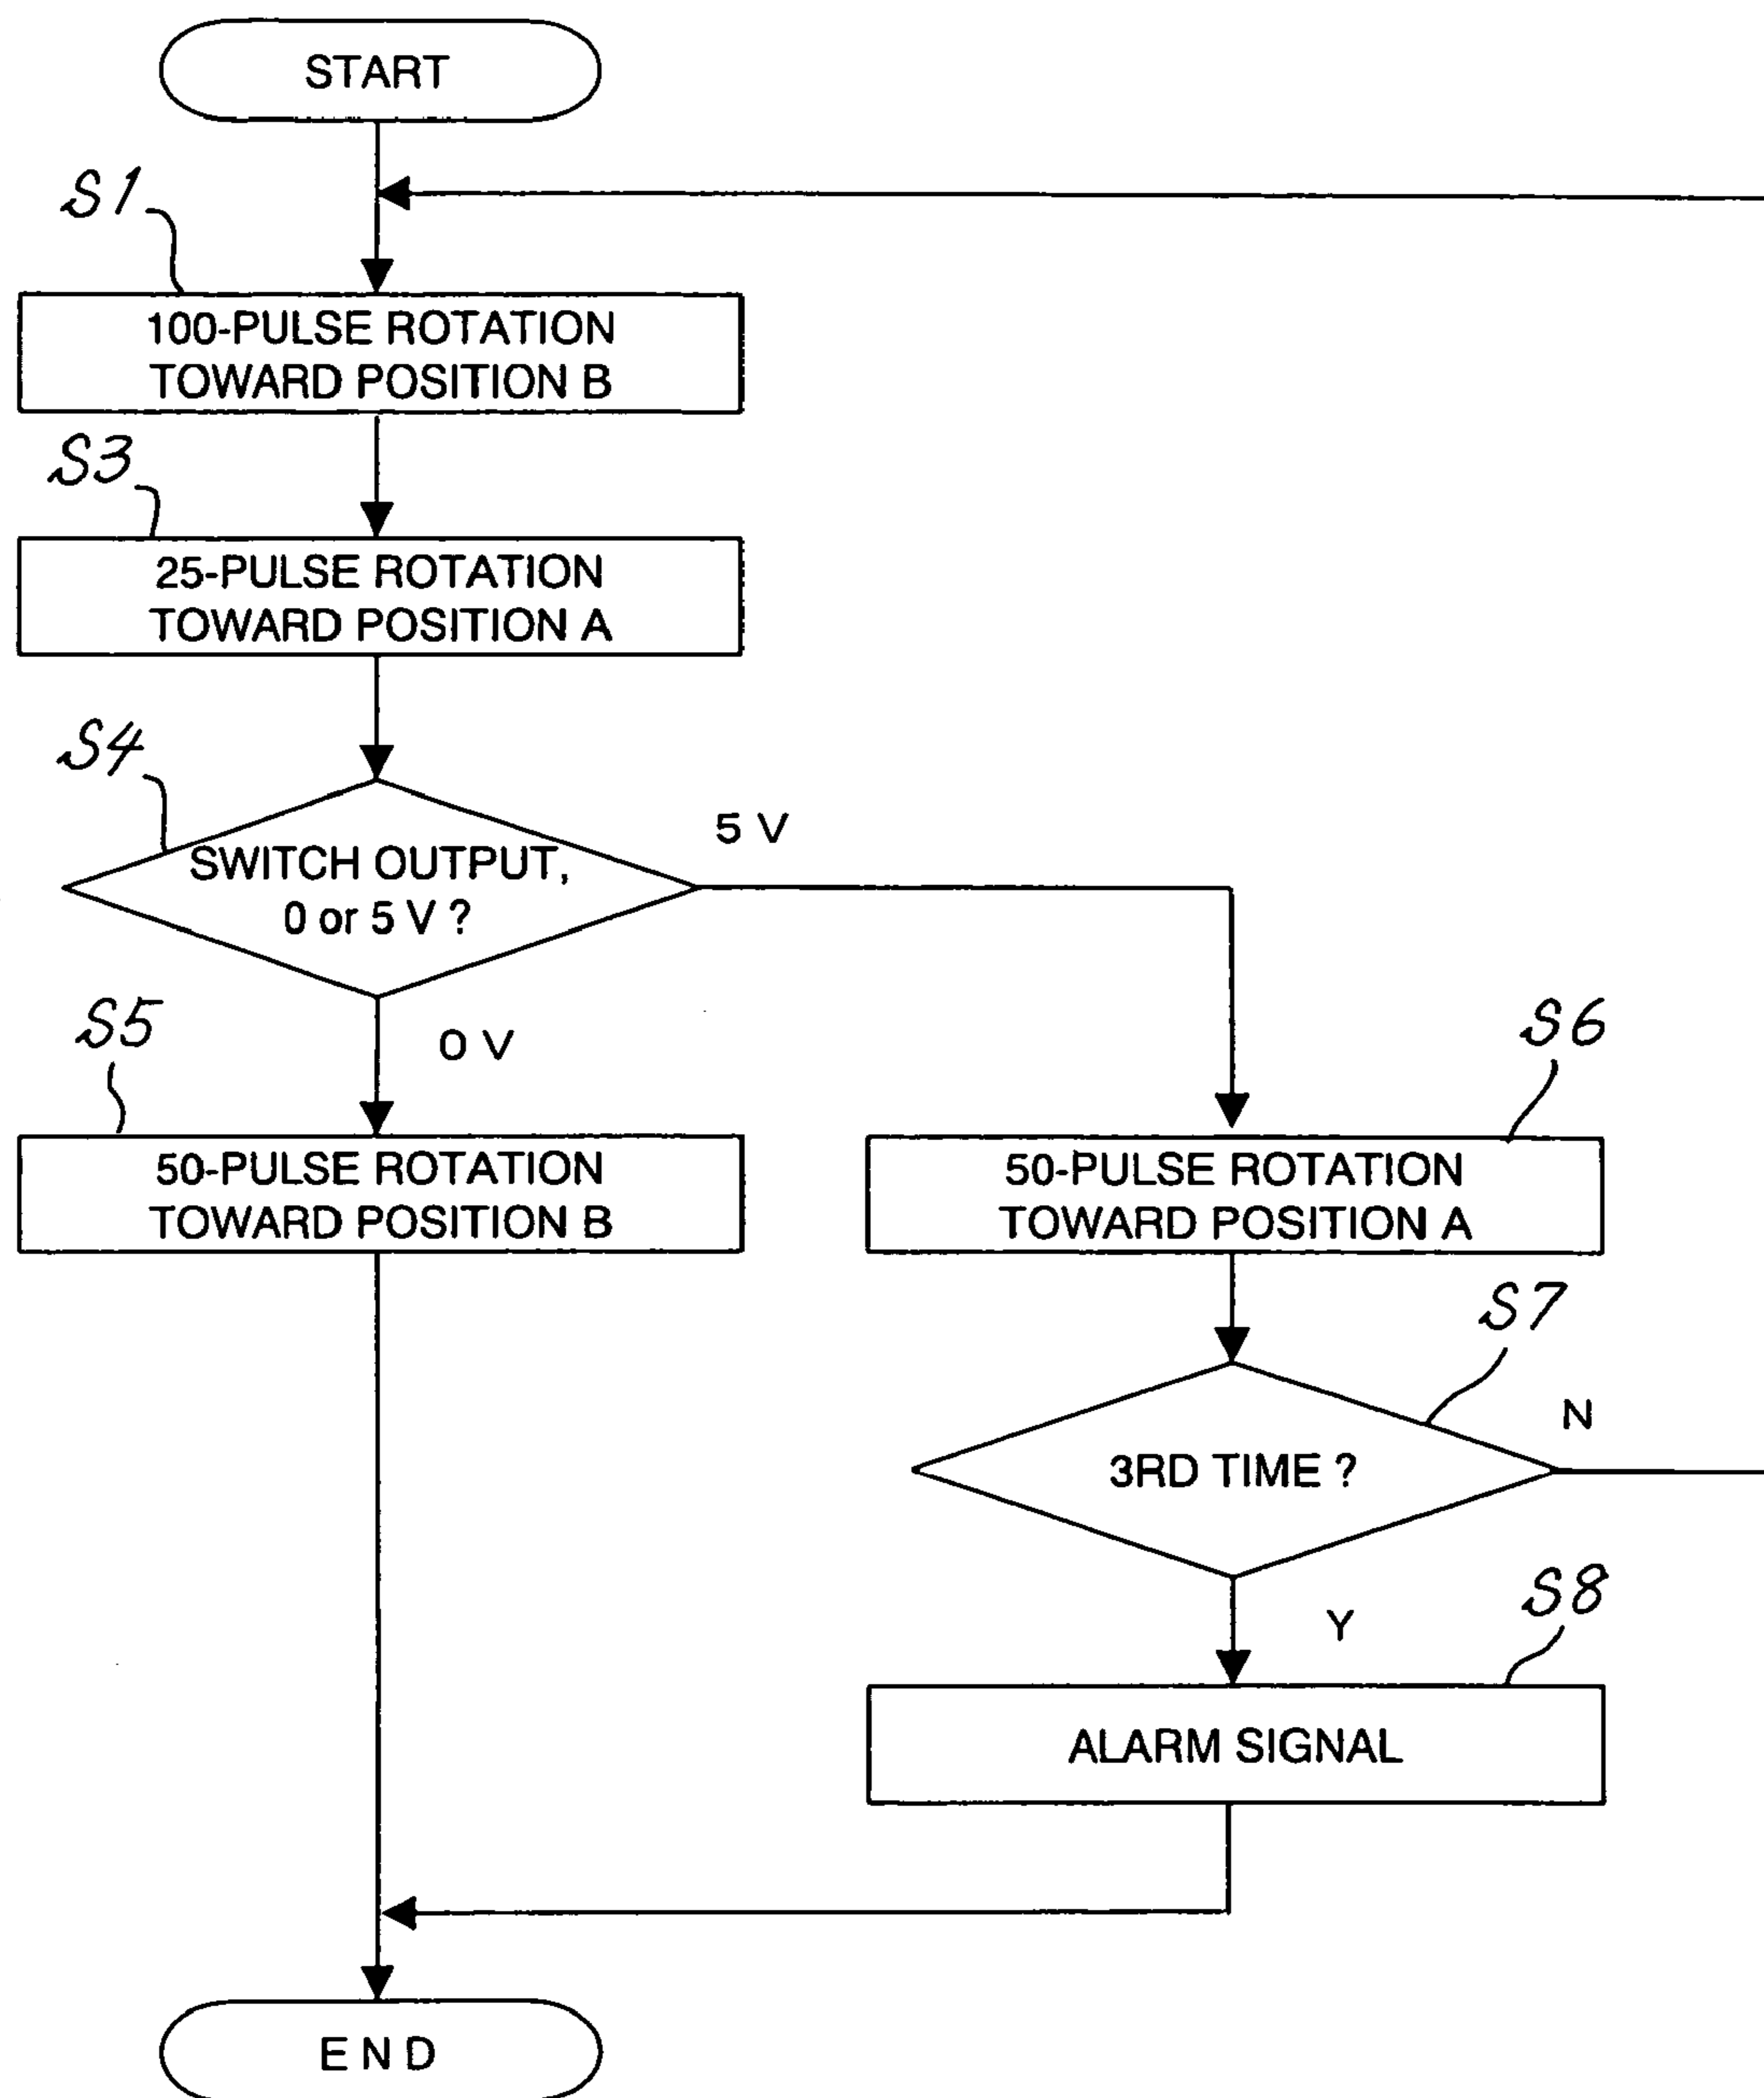 START
S1
100-PULSE ROTATION
TOWARD POSITION B
S3
25-PULSE ROTATION
TOWARD POSITION A
S4
SWITCH OUTPUT,
0 or 5 V ?
5 V
0 V
S5
50-PULSE ROTATION
TOWARD POSITION B
S6
50-PULSE ROTATION
TOWARD POSITION A
S7
3RD TIME ?
N
Y
S8
ALARM SIGNAL
END